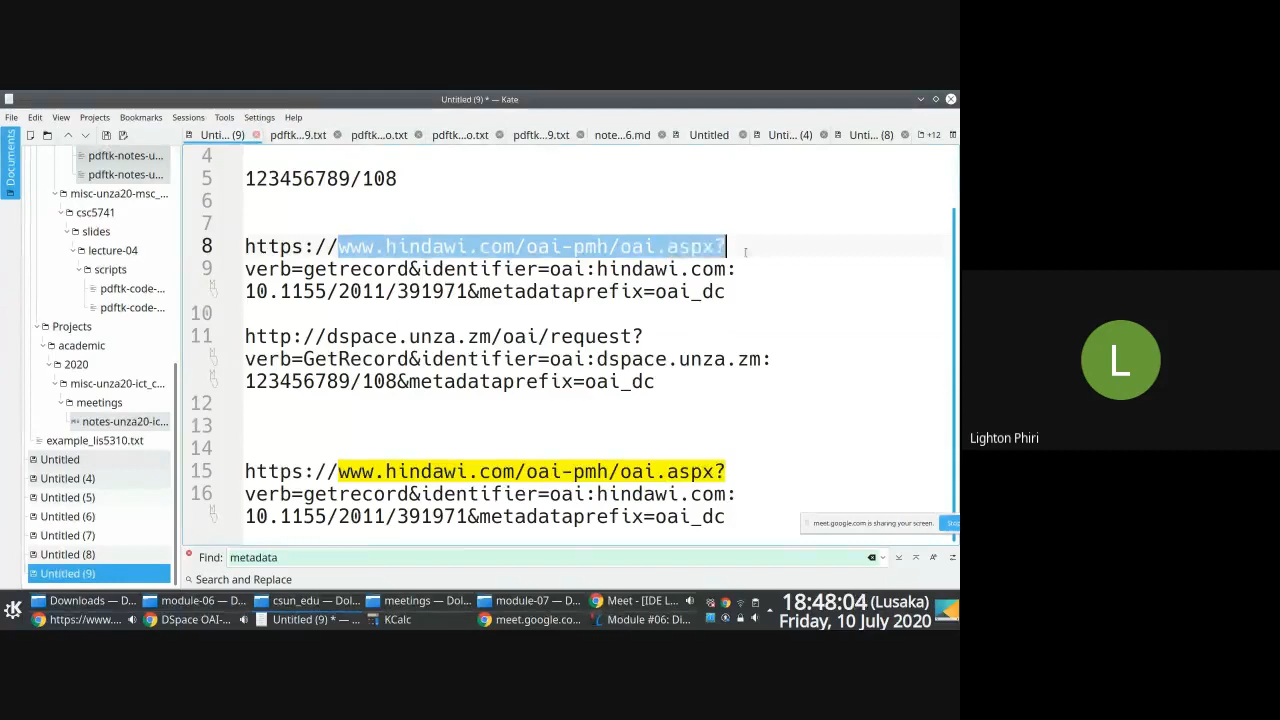 Untitled (9) * — Kate
File Edit View Projects Bookmarks Sessions Tools Settings Help
Documents
Unti... (9) pdftk...9.txt pdftk...o.txt pdftk...o.txt pdftk...9.txt note...6.md Untitled Unti... (4) Unti... (8) +12
pdftk-notes-u...
pdftk-notes-u...
misc-unza20-msc_...
csc5741
slides
lecture-04
scripts
pdftk-code-...
pdftk-code-...
Projects
academic
2020
misc-unza20-ict_c...
meetings
notes-unza20-ic...
example_lis5310.txt
Untitled
Untitled (4)
Untitled (5)
Untitled (6)
Untitled (7)
Untitled (8)
Untitled (9)
4
5 123456789/108
6
7
8 https://www.hindawi.com/oai-pmh/oai.aspx?
9 verb=getrecord&identifier=oai:hindawi.com:
10.1155/2011/391971&metadataprefix=oai_dc
10
11 http://dspace.unza.zm/oai/request?
verb=GetRecord&identifier=oai:dspace.unza.zm:
123456789/108&metadataprefix=oai_dc
12
13
14
15 https://www.hindawi.com/oai-pmh/oai.aspx?
16 verb=getrecord&identifier=oai:hindawi.com:
10.1155/2011/391971&metadataprefix=oai_dc
meet.google.com is sharing your screen.
Find: metadata
Search and Replace
Downloads — D... module-06 — D... csun_edu — Dol... meetings — Dol... module-07 — D... Meet - [IDE L...
https://www.... DSpace OAI-... Untitled (9) * — ... KCalc meet.google.co... Module #06: Di...
18:48:04 (Lusaka)
Friday, 10 July 2020
L
Lighton Phiri